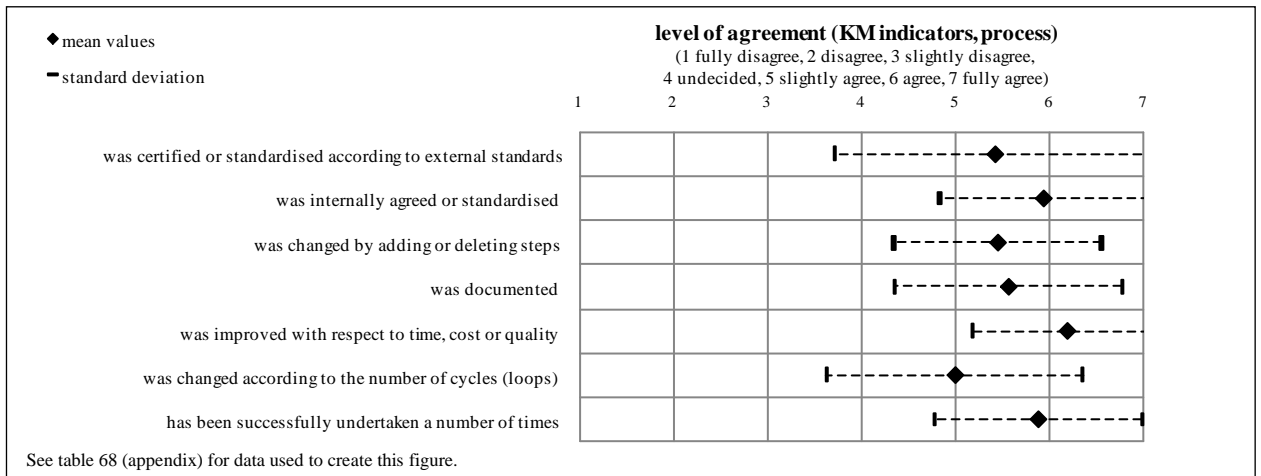 level of agreement (KM indicators, process)
(1 fully disagree, 2 disagree, 3 slightly disagree,
4 undecided, 5 slightly agree, 6 agree, 7 fully agree)
mean values
standard deviation
1 2 3 4 5 6 7
was certified or standardised according to external standards
was internally agreed or standardised
was changed by adding or deleting steps
was documented
was improved with respect to time, cost or quality
was changed according to the number of cycles (loops)
has been successfully undertaken a number of times
See table 68 (appendix) for data used to create this figure.